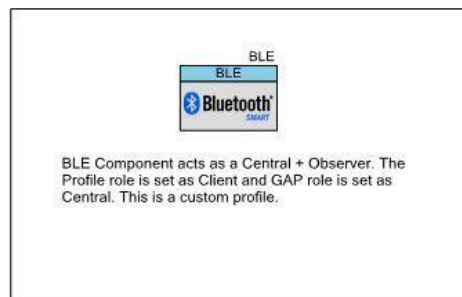 BLE
BLE
Bluetooth®
SMART
BLE Component acts as a Central + Observer. The
Profile role is set as Client and GAP role is set as
Central. This is a custom profile.